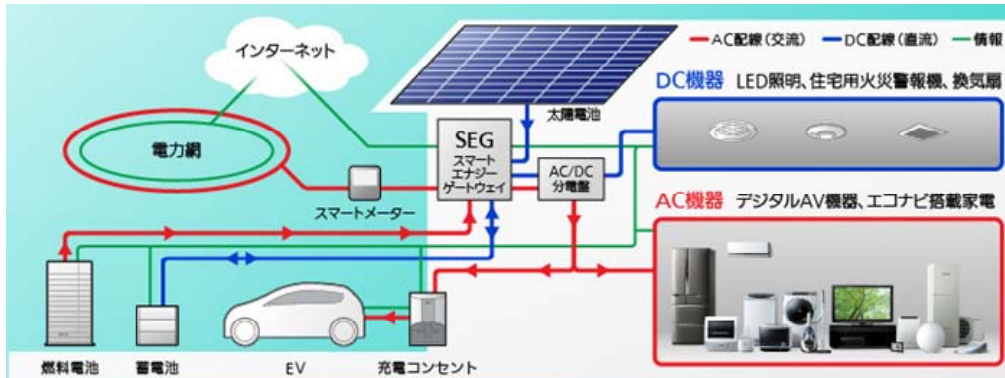 インターネット
電力網
スマートメーター
SEG
スマート
エナジー
ゲートウェイ
太陽電池
AC/DC
分電盤
AC配線(交流)
DC配線(直流)
情報
DC機器 LED照明、住宅用火災警報機、換気扇
AC機器 デジタルAV機器、エコナビ搭載家電
燃料電池
蓄電池
EV
充電コンセント